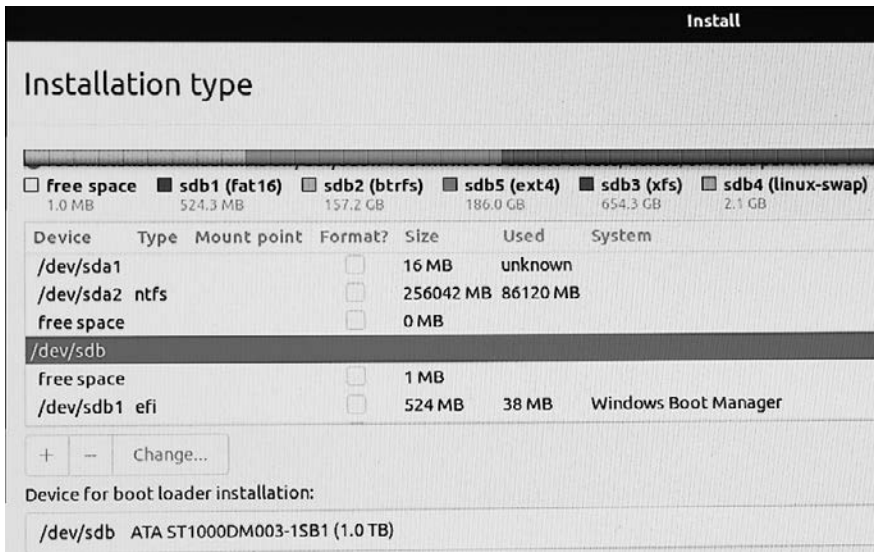 Install
Installation type
free space sdb1 (fat16) sdb2 (btrfs) sdb5 (ext4) sdb3 (xfs) sdb4 (linux-swap)
1.0 MB 524.3 MB 157.2 GB 186.0 GB 654.3 GB 2.1 GB
Device Type Mount point Format? Size Used System
/dev/sda1 16 MB unknown
/dev/sda2 ntfs 256042 MB 86120 MB
free space 0 MB
/dev/sdb
free space 1 MB
/dev/sdb1 efi 524 MB 38 MB Windows Boot Manager
+ − Change...
Device for boot loader installation:
/dev/sdb ATA ST1000DM003-1SB1 (1.0 TB)